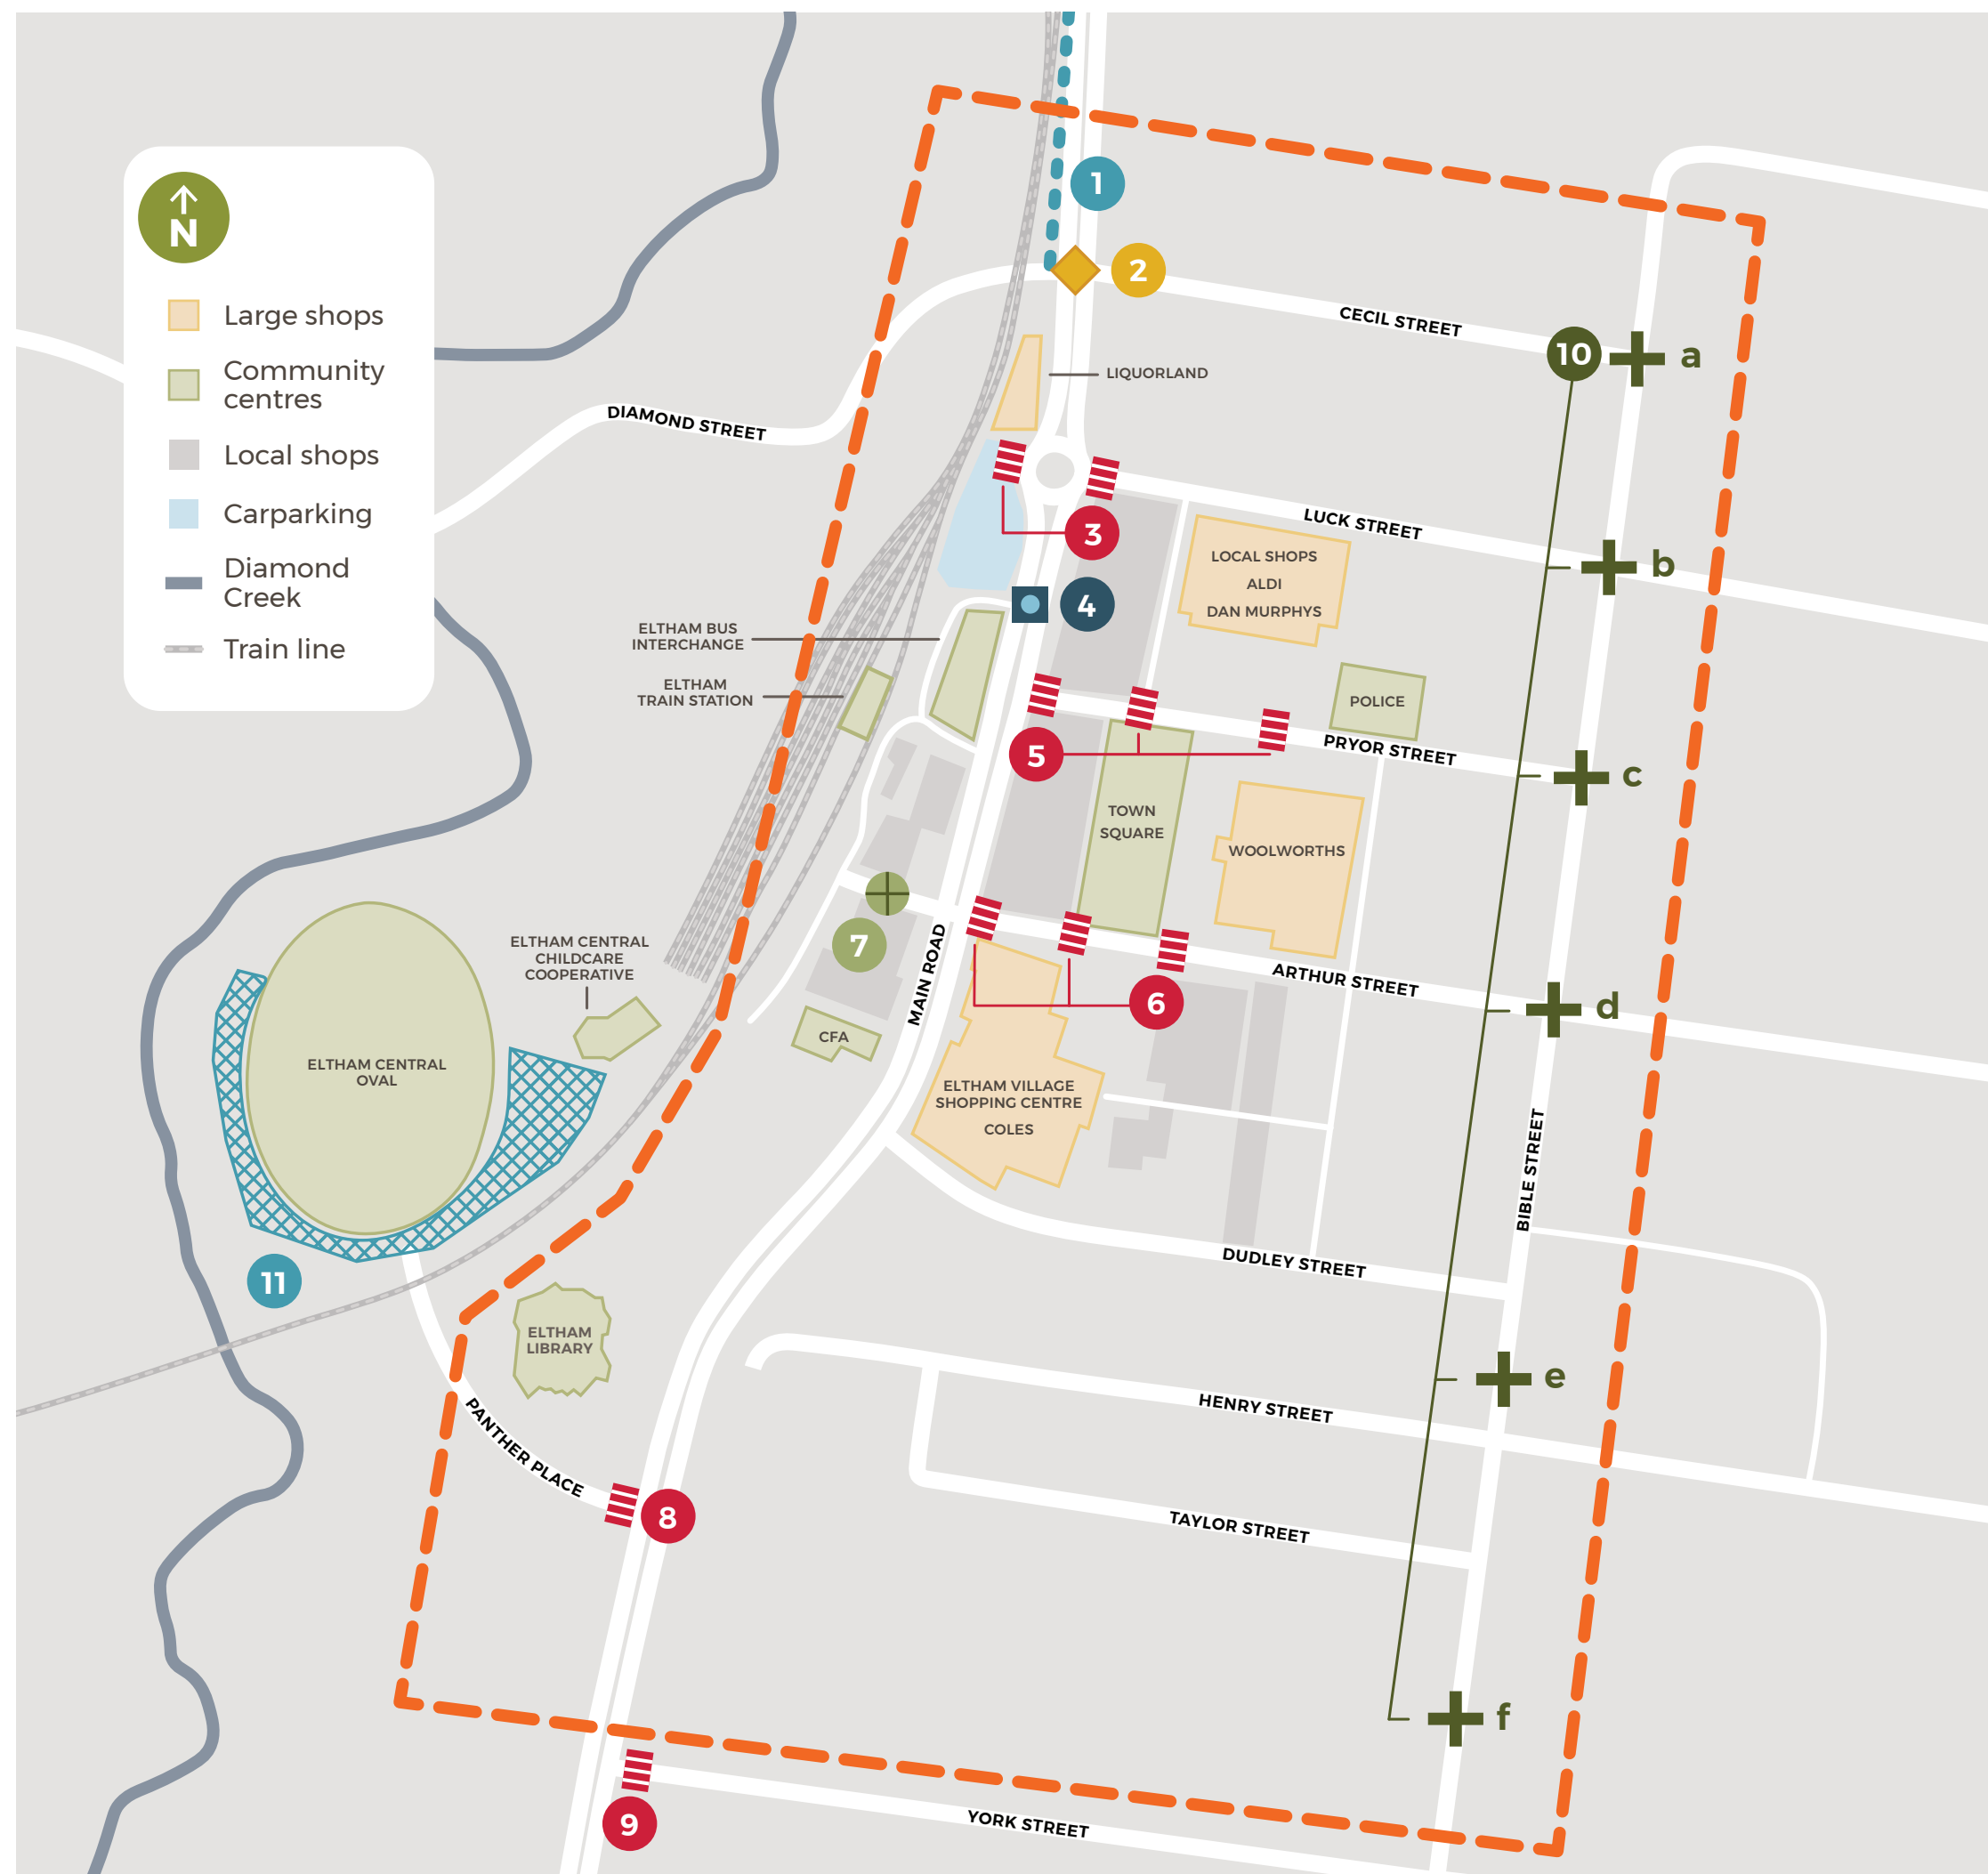 N
Large shops
Community
centres
Local shops
Carparking
Diamond
Creek
Train line
1
2
CECIL STREET
10
a
LIQUORLAND
DIAMOND STREET
3
LUCK STREET
b
LOCAL SHOPS
ALDI
DAN MURPHYS
4
ELTHAM BUS
INTERCHANGE
ELTHAM
TRAIN STATION
POLICE
5
PRYOR STREET
c
TOWN
SQUARE
WOOLWORTHS
7
MAIN ROAD
ELTHAM CENTRAL
CHILDCARE
COOPERATIVE
ARTHUR STREET
6
d
CFA
ELTHAM CENTRAL
OVAL
ELTHAM VILLAGE
SHOPPING CENTRE
COLES
BIBLE STREET
11
DUDLEY STREET
ELTHAM
LIBRARY
e
HENRY STREET
PANTHER PLACE
8
TAYLOR STREET
f
9
YORK STREET